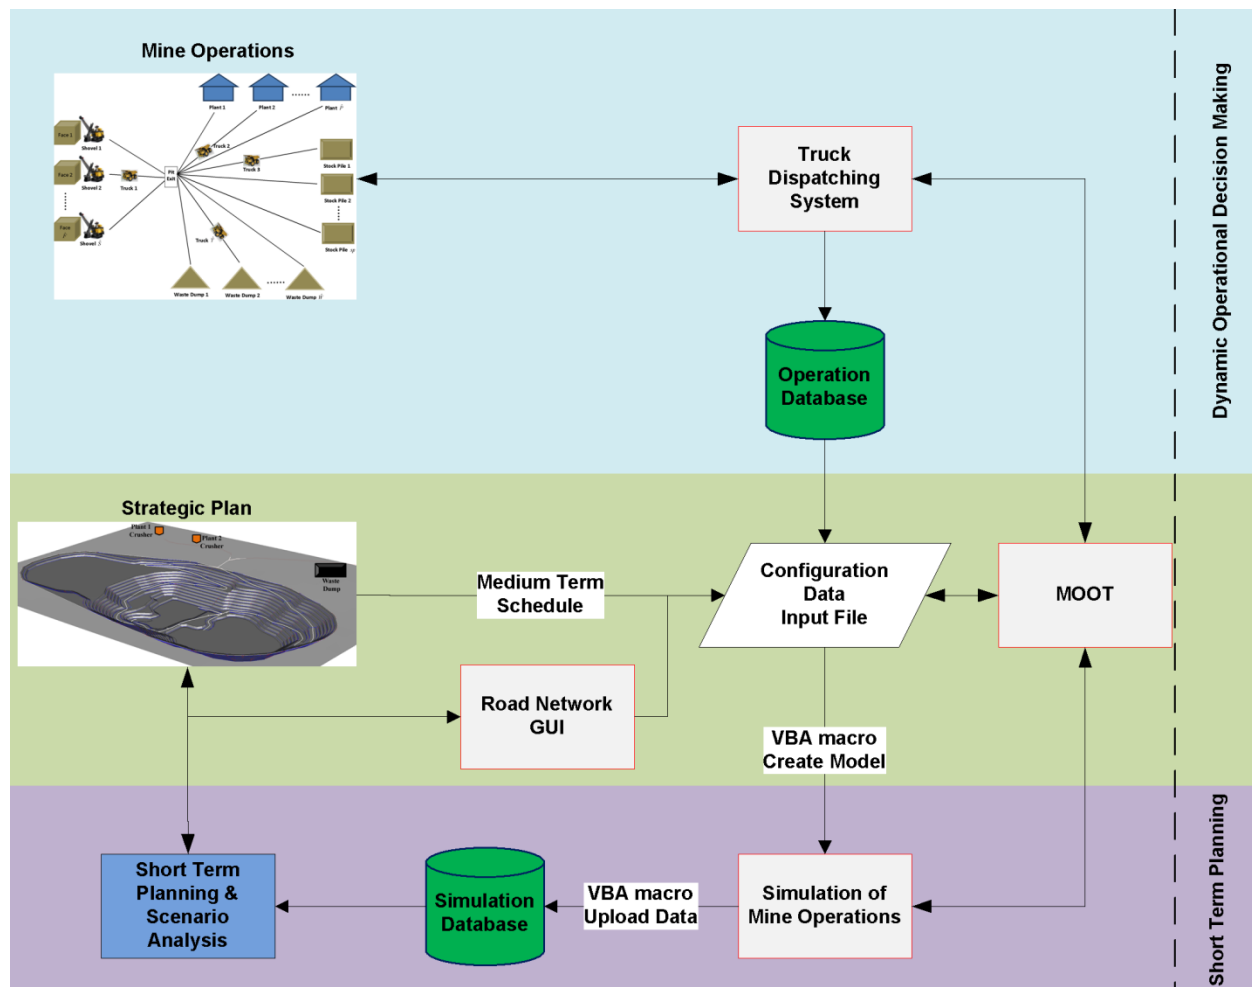 Mine Operations
Plant 1
Plant 2
......
Plant P
Face 1
Shovel 1
Truck 2
Truck 3
Stock Pile 1
Face 2
Shovel 2
Truck 1
Pit
Exit
Stock Pile 2
Face
Shovel
Truck
Stock Pile
Waste Dump 1
Waste Dump 2
......
Waste Dump
Truck
Dispatching
System
Operation
Database
Dynamic Operational Decision Making
Strategic Plan
Plant 1
Crusher
Plant 2
Crusher
Waste
Dump
Medium Term
Schedule
Configuration
Data
Input File
MOOT
Road Network
GUI
VBA macro
Create Model
Short Term
Planning &
Scenario
Analysis
Simulation
Database
VBA macro
Upload Data
Simulation of
Mine Operations
Short Term Planning